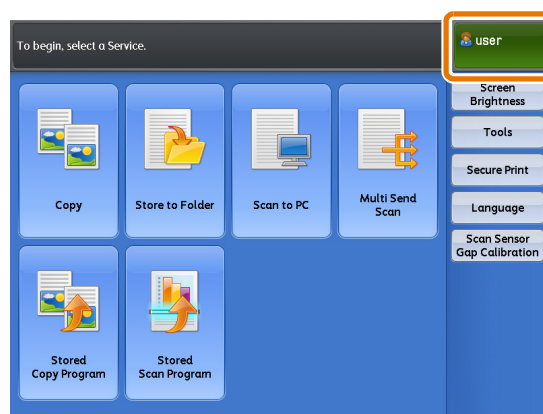 To begin, select a Service.
user
Screen
Brightness
Tools
Secure Print
Language
Scan Sensor
Gap Calibration
Copy
Store to Folder
Scan to PC
Multi Send
Scan
Stored
Copy Program
Stored
Scan Program